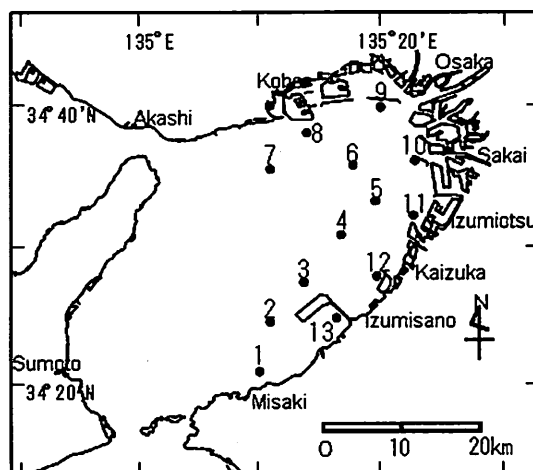 135°E
135°20'E
Kobe
Osaka
9
34°40'N
Akashi
8
7
6
10
Sakai
5
11
4
Izumiotsu
12
3
Kaizuka
N
2
13
Izumisano
1
Sumoto
34°20'N
Misaki
0 10 20km